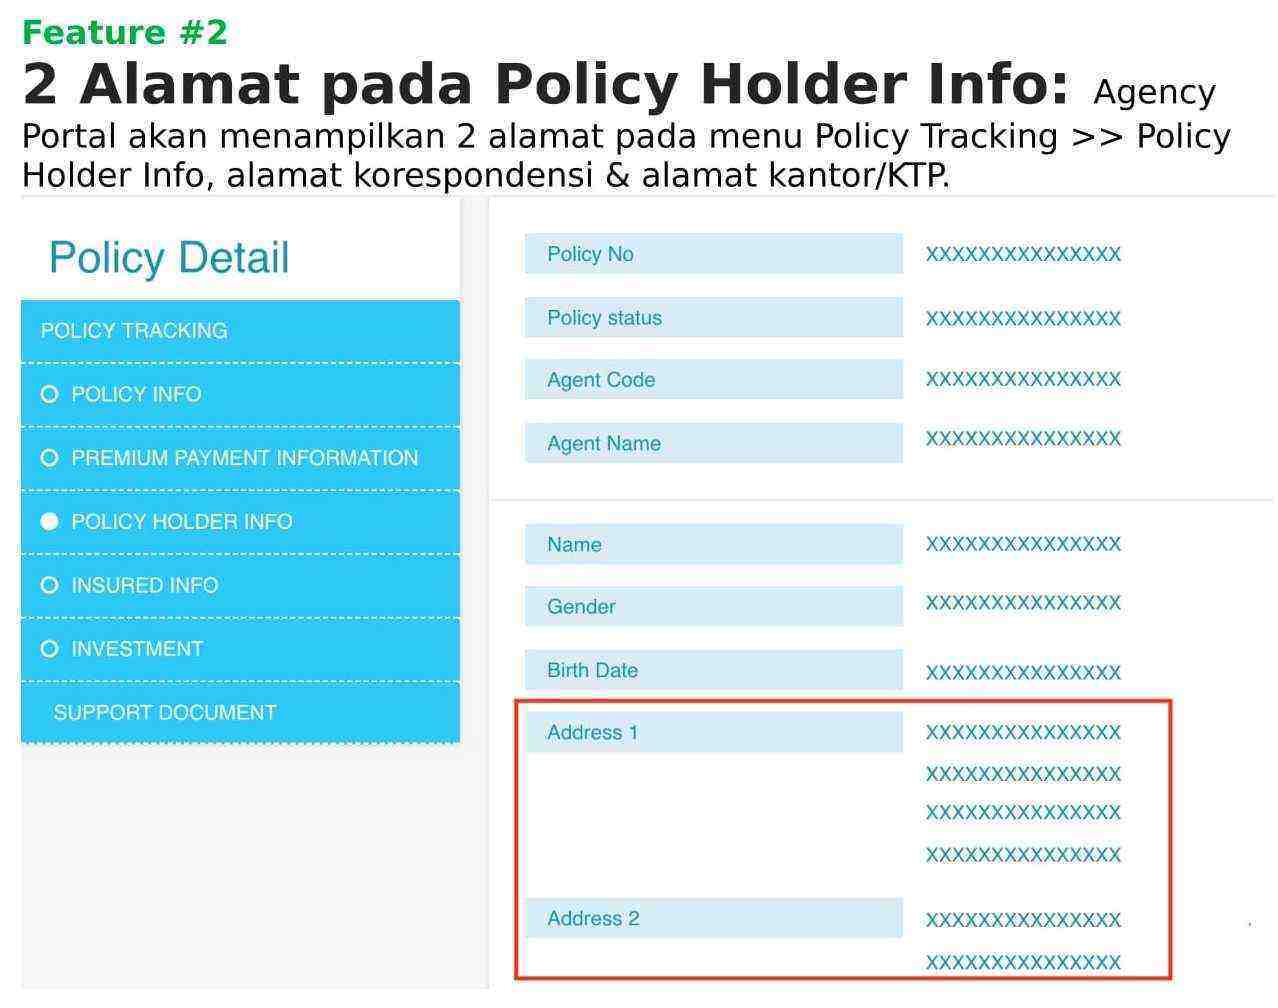 Feature #2
2 Alamat pada Policy Holder Info: Agency
Portal akan menampilkan 2 alamat pada menu Policy Tracking >> Policy
Holder Info, alamat korespondensi & alamat kantor/KTP.
Policy Detail
POLICY TRACKING
POLICY INFO
PREMIUM PAYMENT INFORMATION
POLICY HOLDER INFO
INSURED INFO
INVESTMENT
SUPPORT DOCUMENT
Policy No XXXXXXXXXXXXXXX
Policy status XXXXXXXXXXXXXXX
Agent Code XXXXXXXXXXXXXXX
Agent Name XXXXXXXXXXXXXXX
Name XXXXXXXXXXXXXXX
Gender XXXXXXXXXXXXXXX
Birth Date XXXXXXXXXXXXXXX
Address 1 XXXXXXXXXXXXXXX
XXXXXXXXXXXXXXX
XXXXXXXXXXXXXXX
XXXXXXXXXXXXXXX
Address 2 XXXXXXXXXXXXXXX
XXXXXXXXXXXXXXX